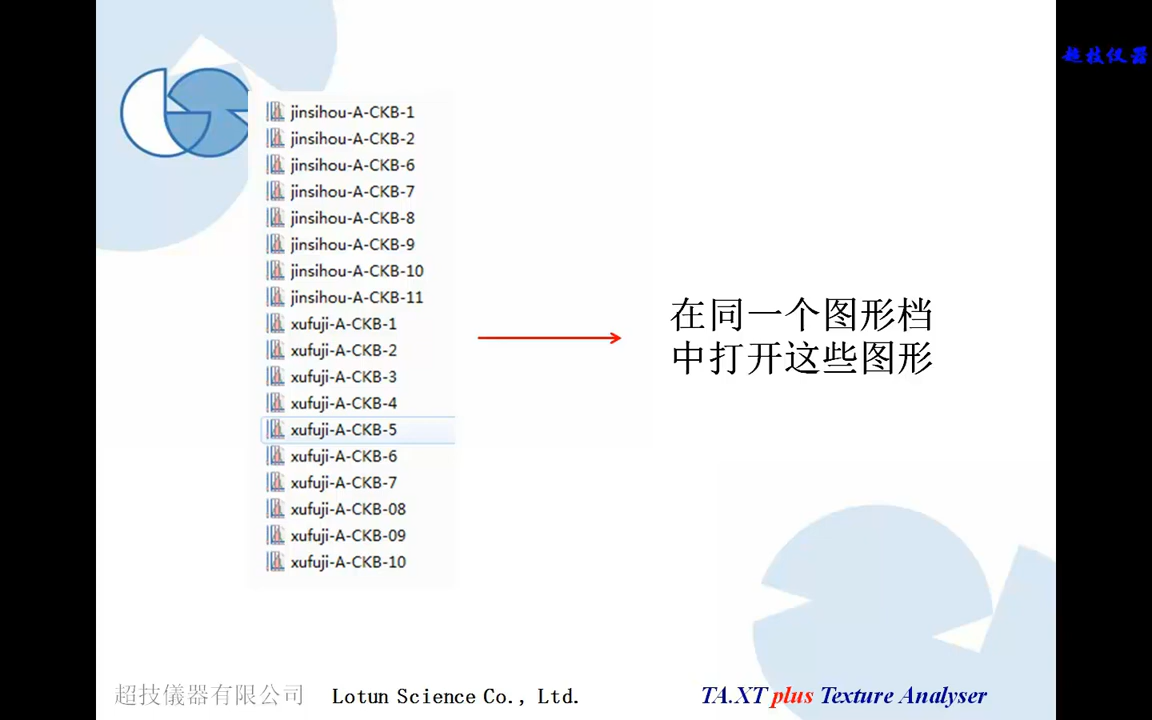 超技仪器
jinsihou-A-CKB-1
jinsihou-A-CKB-2
jinsihou-A-CKB-6
jinsihou-A-CKB-7
jinsihou-A-CKB-8
jinsihou-A-CKB-9
jinsihou-A-CKB-10
jinsihou-A-CKB-11
xufuji-A-CKB-1
xufuji-A-CKB-2
xufuji-A-CKB-3
xufuji-A-CKB-4
xufuji-A-CKB-5
xufuji-A-CKB-6
xufuji-A-CKB-7
xufuji-A-CKB-08
xufuji-A-CKB-09
xufuji-A-CKB-10
在同一个图形档
中打开这些图形
超技儀器有限公司 Lotun Science Co., Ltd. TA.XT plus Texture Analyser